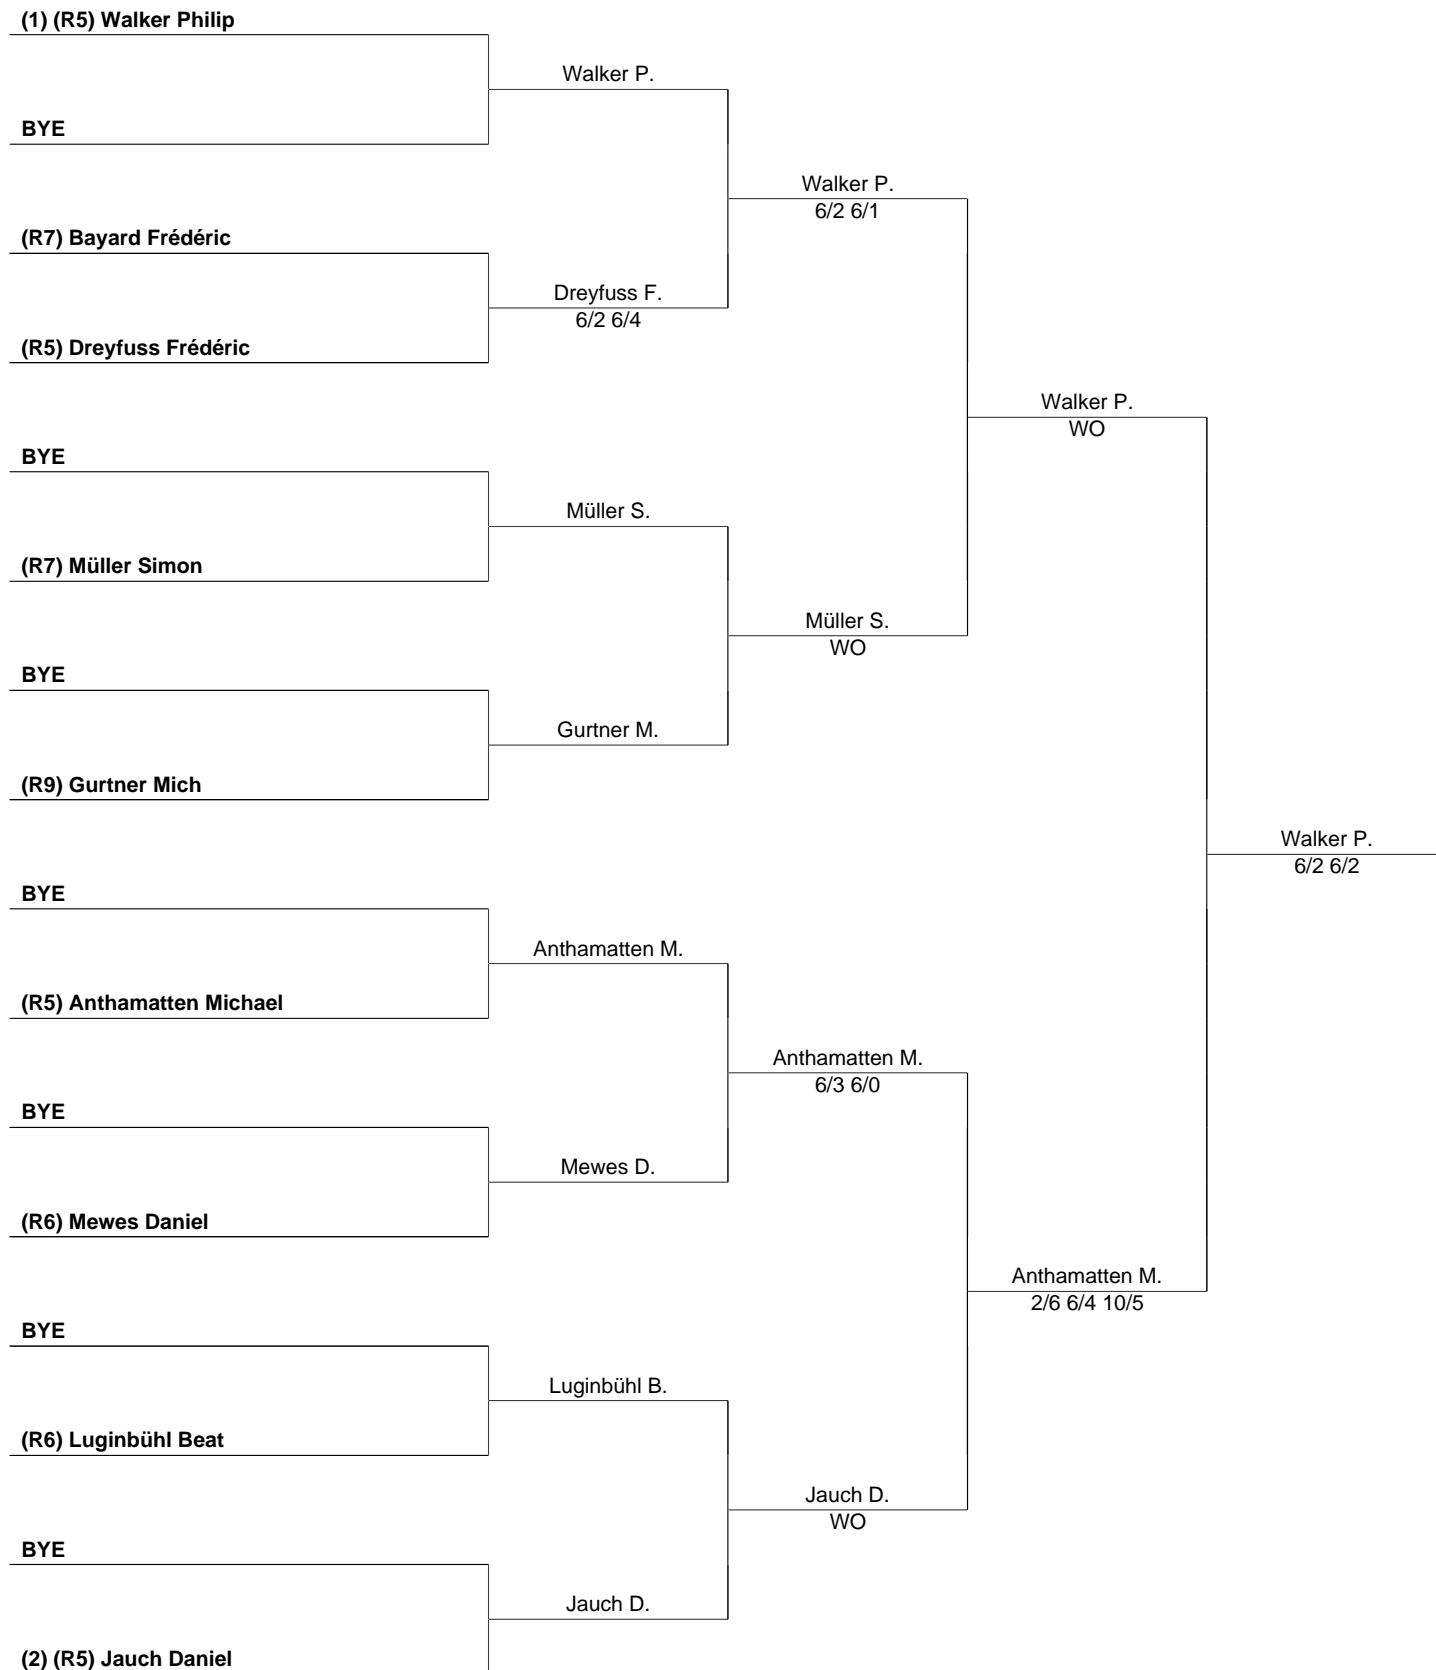 (1) (R5) Walker Philip
Walker P.
BYE
Walker P.
6/2 6/1
(R7) Bayard Frédéric
Dreyfuss F.
6/2 6/4
(R5) Dreyfuss Frédéric
Walker P.
WO
BYE
Müller S.
(R7) Müller Simon
Müller S.
WO
BYE
Gurtner M.
(R9) Gurtner Mich
Walker P.
6/2 6/2
BYE
Anthamatten M.
(R5) Anthamatten Michael
Anthamatten M.
6/3 6/0
BYE
Mewes D.
(R6) Mewes Daniel
Anthamatten M.
2/6 6/4 10/5
BYE
Luginbühl B.
(R6) Luginbühl Beat
Jauch D.
WO
BYE
Jauch D.
(2) (R5) Jauch Daniel